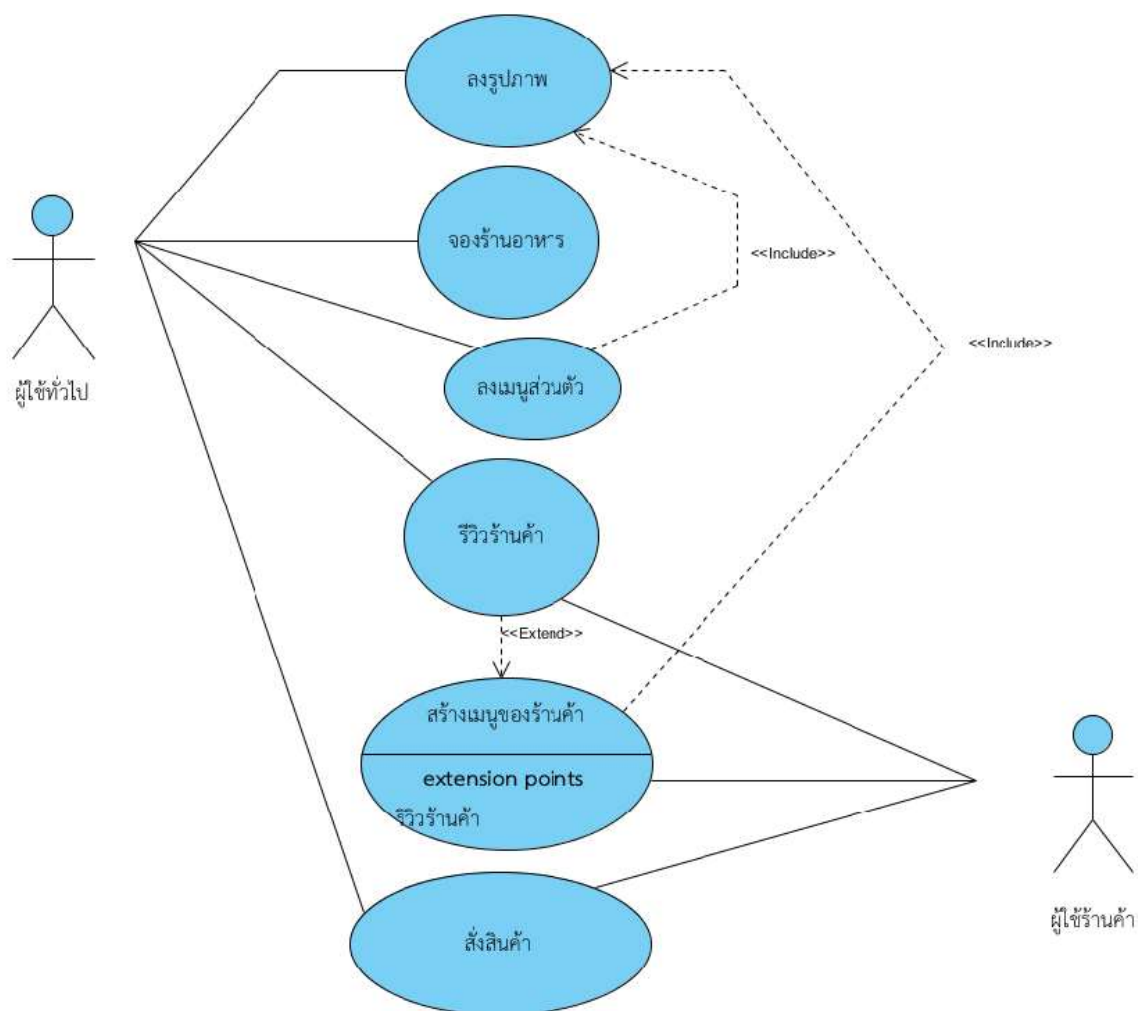 ลงรูปภาพ
จองร้านอาหาร
<<Include>>
<<Include>>
ผู้ใช้ทั่วไป
ลงเมนูส่วนตัว
รีวิวร้านค้า
<<Extend>>
สร้างเมนูของร้านค้า
extension points
รีวิวร้านค้า
ผู้ใช้ร้านค้า
สั่งสินค้า